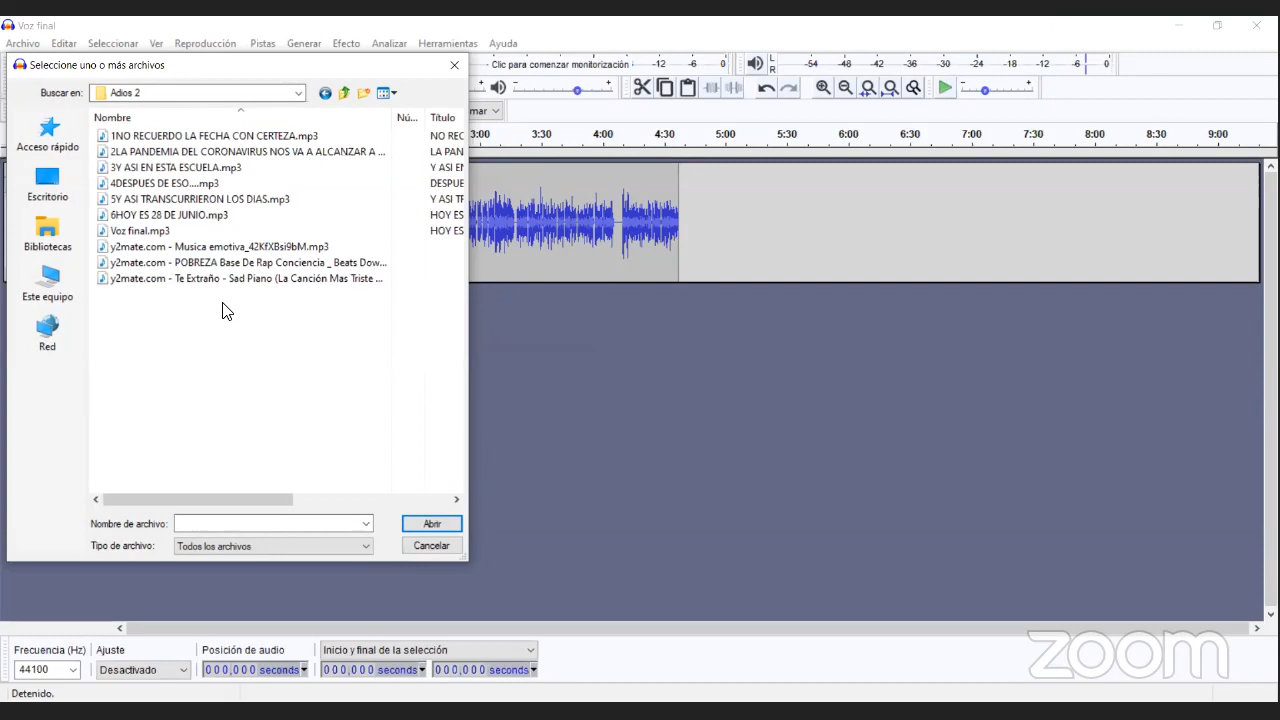 Voz final
Archivo Editar Seleccionar Ver Reproducción Pistas Generar Efecto Analizar Herramientas Ayuda
Seleccione uno o más archivos
Clic para comenzar monitorización -12 -6 0
L R -54 -48 -42 -36 -30 -24 -18 -12 -6 0
Buscar en: Adios 2
mar
3:00 3:30 4:00 4:30 5:00 5:30 6:00 6:30 7:00 7:30 8:00 8:30 9:00
Nombre Nú... Título
1NO RECUERDO LA FECHA CON CERTEZA.mp3 NO REC
2LA PANDEMIA DEL CORONAVIRUS NOS VA A ALCANZAR A ... LA PAN
3Y ASI EN ESTA ESCUELA.mp3 Y ASI EN
4DESPUES DE ESO....mp3 DESPUE
5Y ASI TRANSCURRIERON LOS DIAS.mp3 Y ASI TF
6HOY ES 28 DE JUNIO.mp3 HOY ES
Voz final.mp3 HOY ES
y2mate.com - Musica emotiva_42KfXBsi9bM.mp3
y2mate.com - POBREZA Base De Rap Conciencia _ Beats Dow...
y2mate.com - Te Extraño - Sad Piano (La Canción Mas Triste ...
Acceso rápido
Escritorio
Bibliotecas
Este equipo
Red
Nombre de archivo: Abrir
Tipo de archivo: Todos los archivos Cancelar
Frecuencia (Hz) Ajuste Posición de audio Inicio y final de la selección
44100 Desactivado 0 0 0,0 0 0 seconds 0 0 0,0 0 0 seconds 0 0 0,0 0 0 seconds
zoom
Detenido.